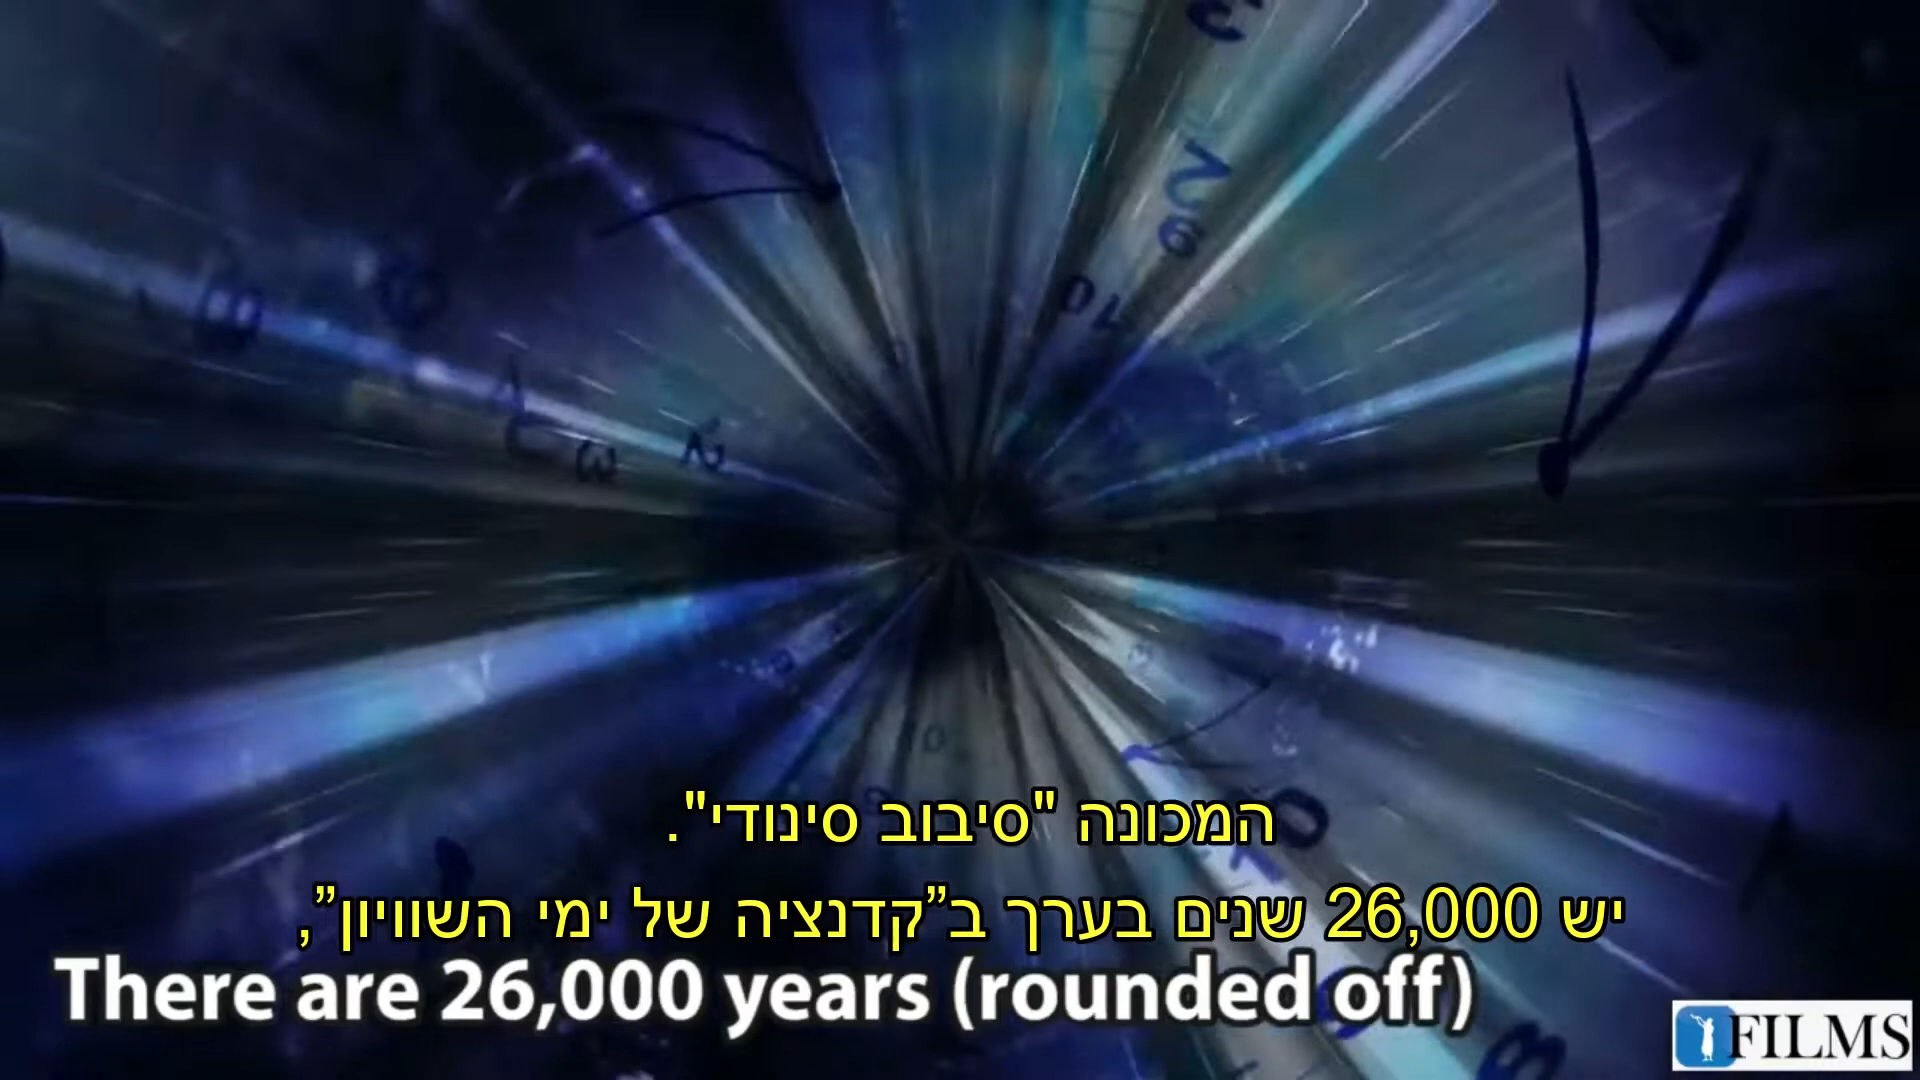 המכונה "סיבוב סינודי".
יש 26,000 שנים בערך ב”קדנציה של ימי השוויון”,
There are 26,000 years (rounded off)
FILMS